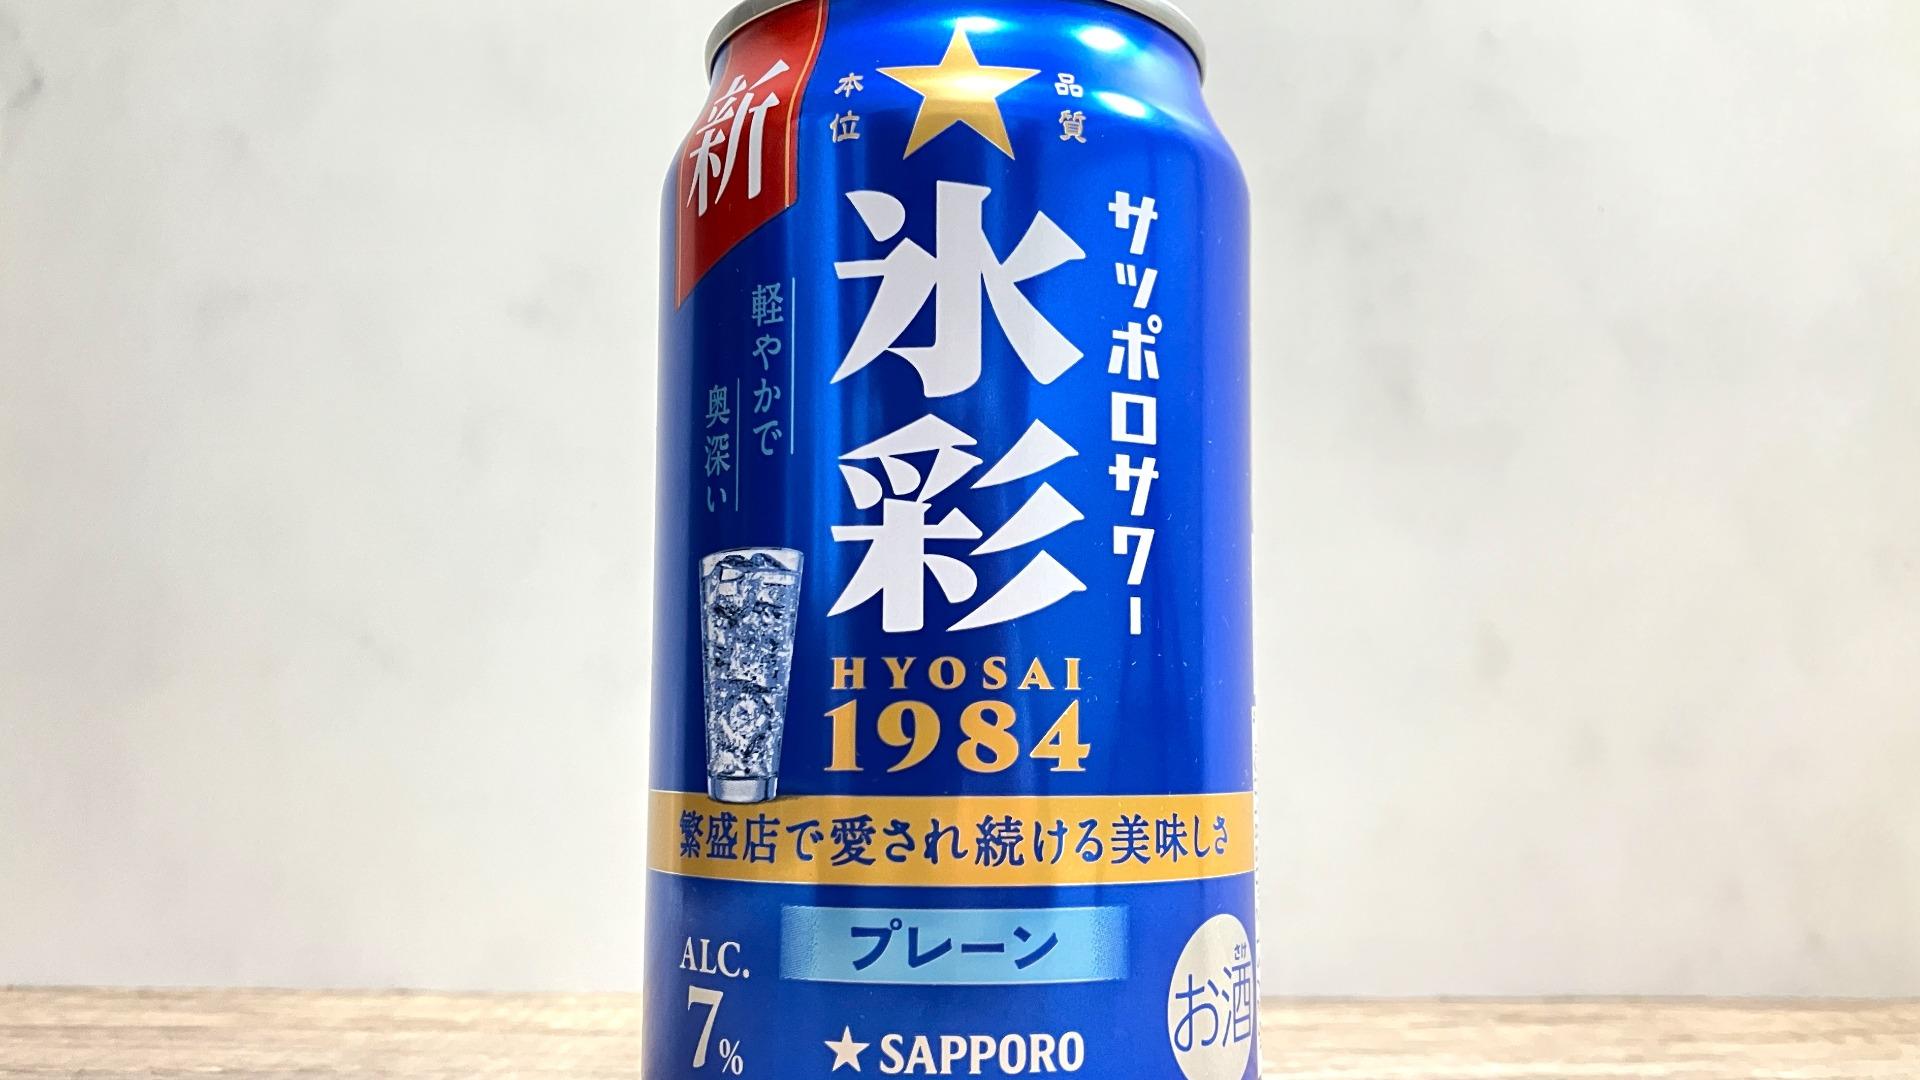 新
品質
本位
サッポロサワー
氷彩
HYOSAI
1984
軽やかで
奥深い
繁盛店で愛され続ける美味しさ
プレーン
ALC.
7%
SAPPORO
さけ
お酒